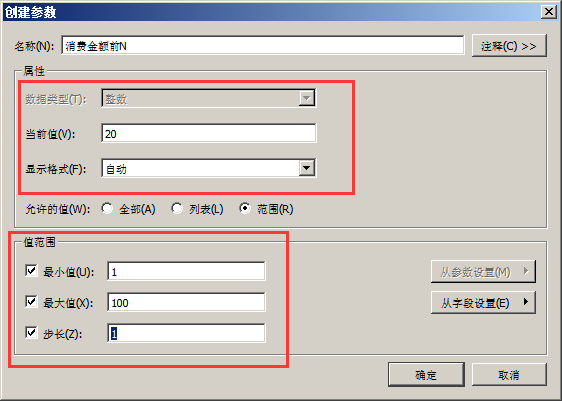 创建参数
名称(N): 消费金额前N 注释(C) >>
属性
数据类型(T): 整数
当前值(V): 20
显示格式(F): 自动
允许的值(W): 全部(A) 列表(L) 范围(R)
值范围
最小值(U): 1 从参数设置(M)
最大值(X): 100 从字段设置(E)
步长(Z): 1
确定 取消